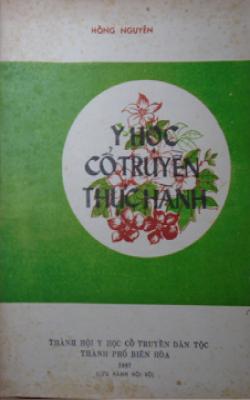 HỒNG NGUYÊN
Y HỌC
CỔ TRUYỀN
THỰC HÀNH
THÀNH HỘI Y HỌC CỔ TRUYỀN DÂN TỘC
THÀNH PHỐ BIÊN HÒA
1987
(LƯU HÀNH NỘI BỘ)